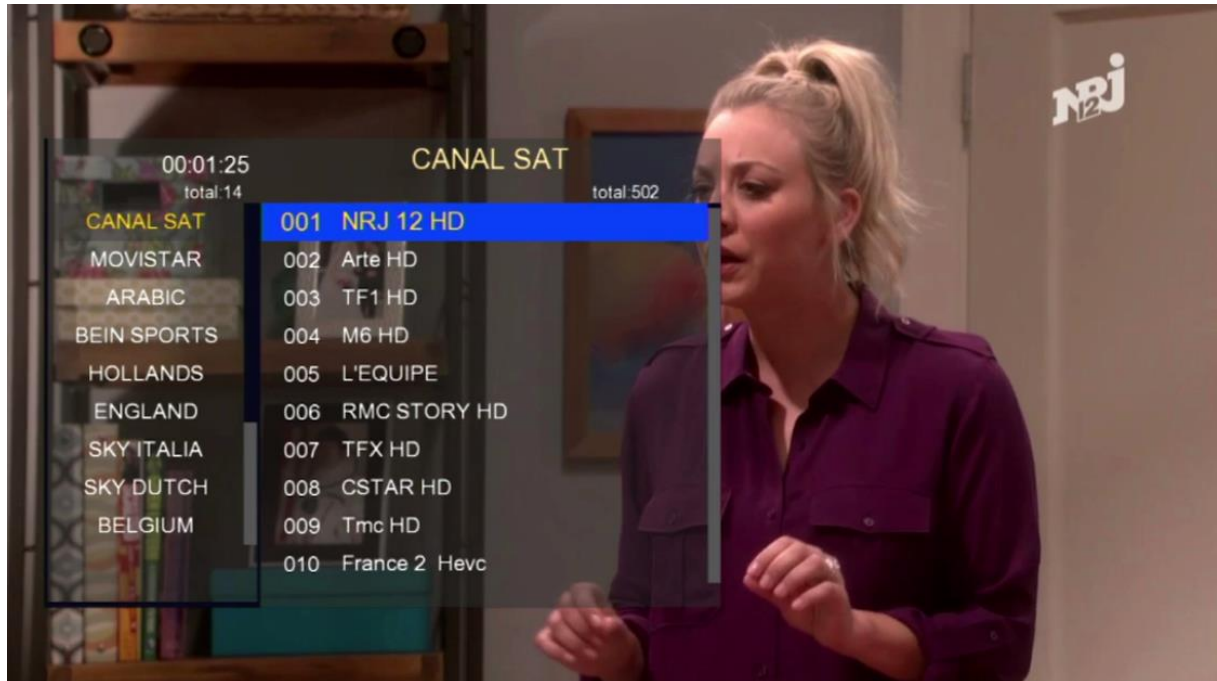 NRJ
12
00:01:25
CANAL SAT
total:14
total:502
CANAL SAT
MOVISTAR
ARABIC
BEIN SPORTS
HOLLANDS
ENGLAND
SKY ITALIA
SKY DUTCH
BELGIUM
001 NRJ 12 HD
002 Arte HD
003 TF1 HD
004 M6 HD
005 L'EQUIPE
006 RMC STORY HD
007 TFX HD
008 CSTAR HD
009 Tmc HD
010 France 2 Hevc